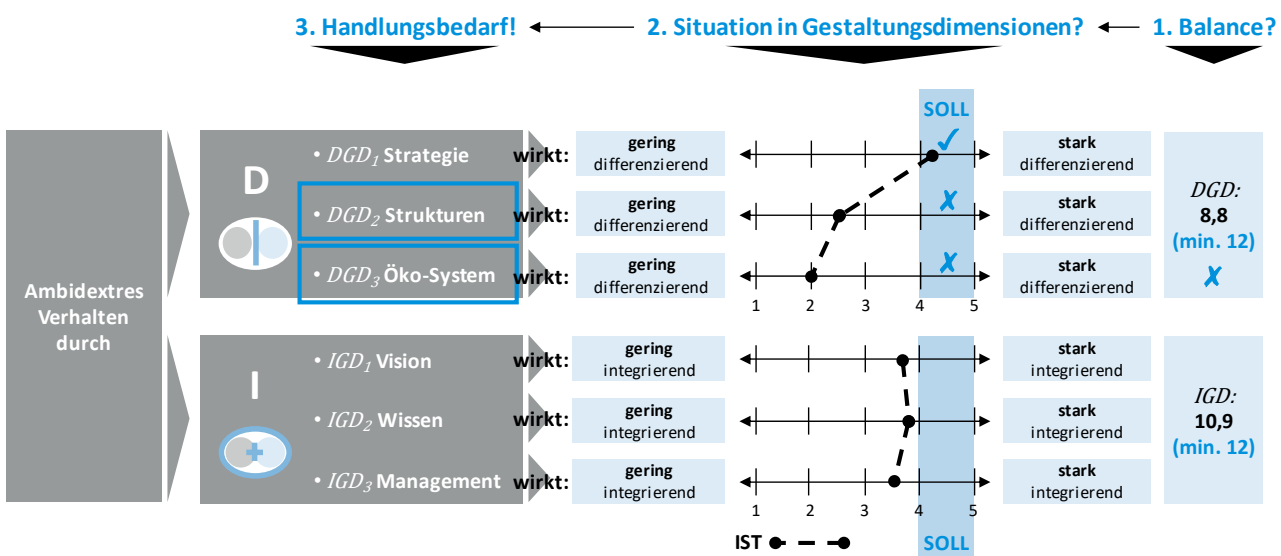 3. Handlungsbedarf!
2. Situation in Gestaltungsdimensionen?
1. Balance?
SOLL
Ambidextres
Verhalten
durch
D
• DGD1 Strategie
wirkt:
gering
differenzierend
✓
stark
differenzierend
• DGD2 Strukturen
wirkt:
gering
differenzierend
✗
stark
differenzierend
• DGD3 Öko-System
wirkt:
gering
differenzierend
✗
stark
differenzierend
1 2 3 4 5
DGD:
8,8
(min. 12)
✗
I
• IGD1 Vision
wirkt:
gering
integrierend
stark
integrierend
• IGD2 Wissen
wirkt:
gering
integrierend
stark
integrierend
• IGD3 Management
wirkt:
gering
integrierend
stark
integrierend
1 2 3 4 5
IGD:
10,9
(min. 12)
IST
SOLL